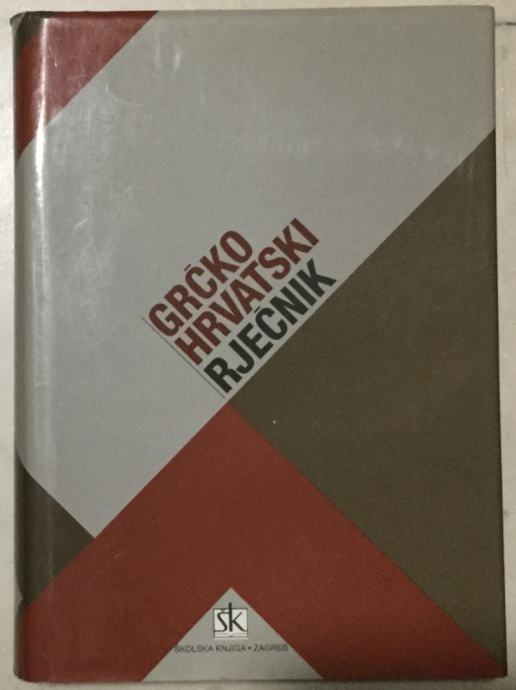 GRČKO
HRVATSKI
RJEČNIK
ŠK
ŠKOLSKA KNJIGA • ZAGREB